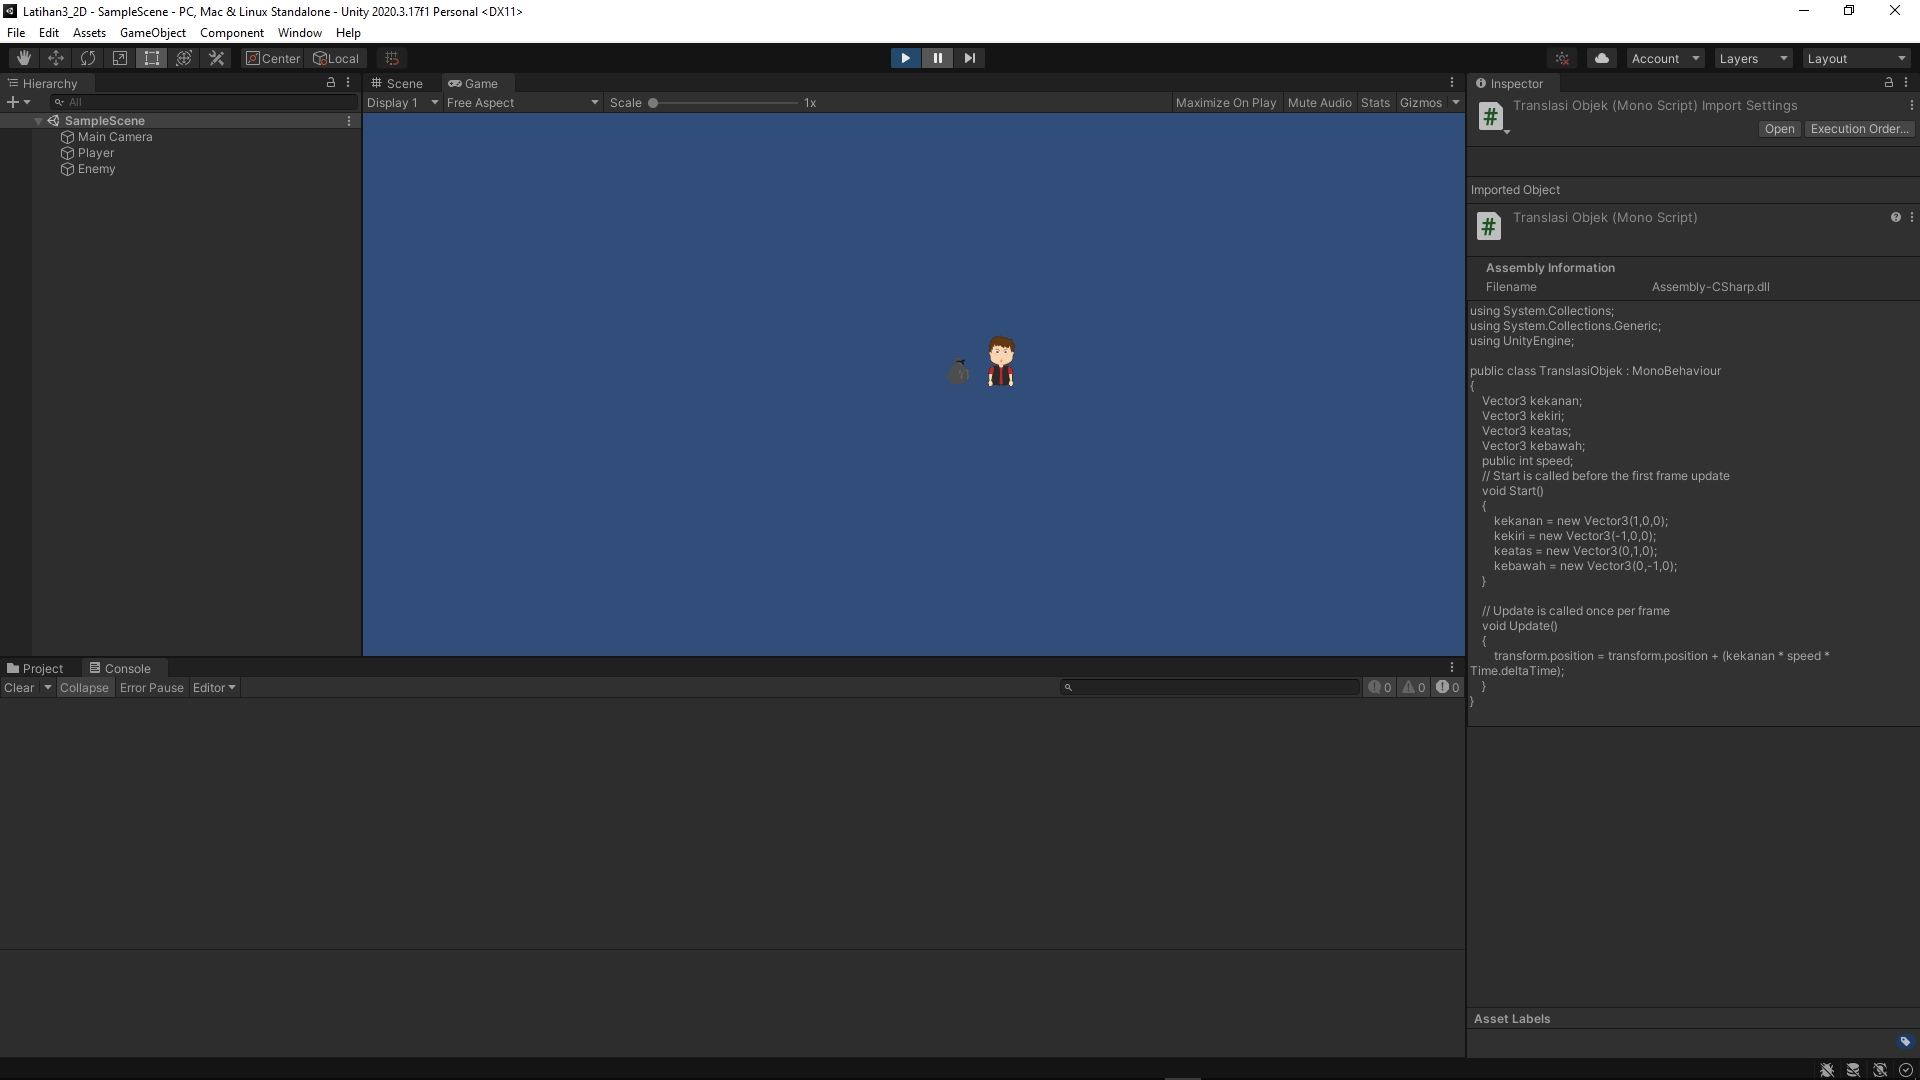 Latihan3_2D - SampleScene - PC, Mac & Linux Standalone - Unity 2020.3.17f1 Personal <DX11>
File Edit Assets GameObject Component Window Help
Center Local Account Layers Layout
Hierarchy
All
SampleScene
Main Camera
Player
Enemy
Scene Game
Display 1 Free Aspect Scale 1x Maximize On Play Mute Audio Stats Gizmos
Project Console
Clear Collapse Error Pause Editor 0 0 0
Inspector
# Translasi Objek (Mono Script) Import Settings
Open Execution Order...
Imported Object
# Translasi Objek (Mono Script)
Assembly Information
Filename Assembly-CSharp.dll
using System.Collections;
using System.Collections.Generic;
using UnityEngine;
public class TranslasiObjek : MonoBehaviour
{
Vector3 kekanan;
Vector3 kekiri;
Vector3 keatas;
Vector3 kebawah;
public int speed;
// Start is called before the first frame update
void Start()
{
kekanan = new Vector3(1,0,0);
kekiri = new Vector3(-1,0,0);
keatas = new Vector3(0,1,0);
kebawah = new Vector3(0,-1,0);
}
// Update is called once per frame
void Update()
{
transform.position = transform.position + (kekanan * speed *
Time.deltaTime);
}
}
Asset Labels